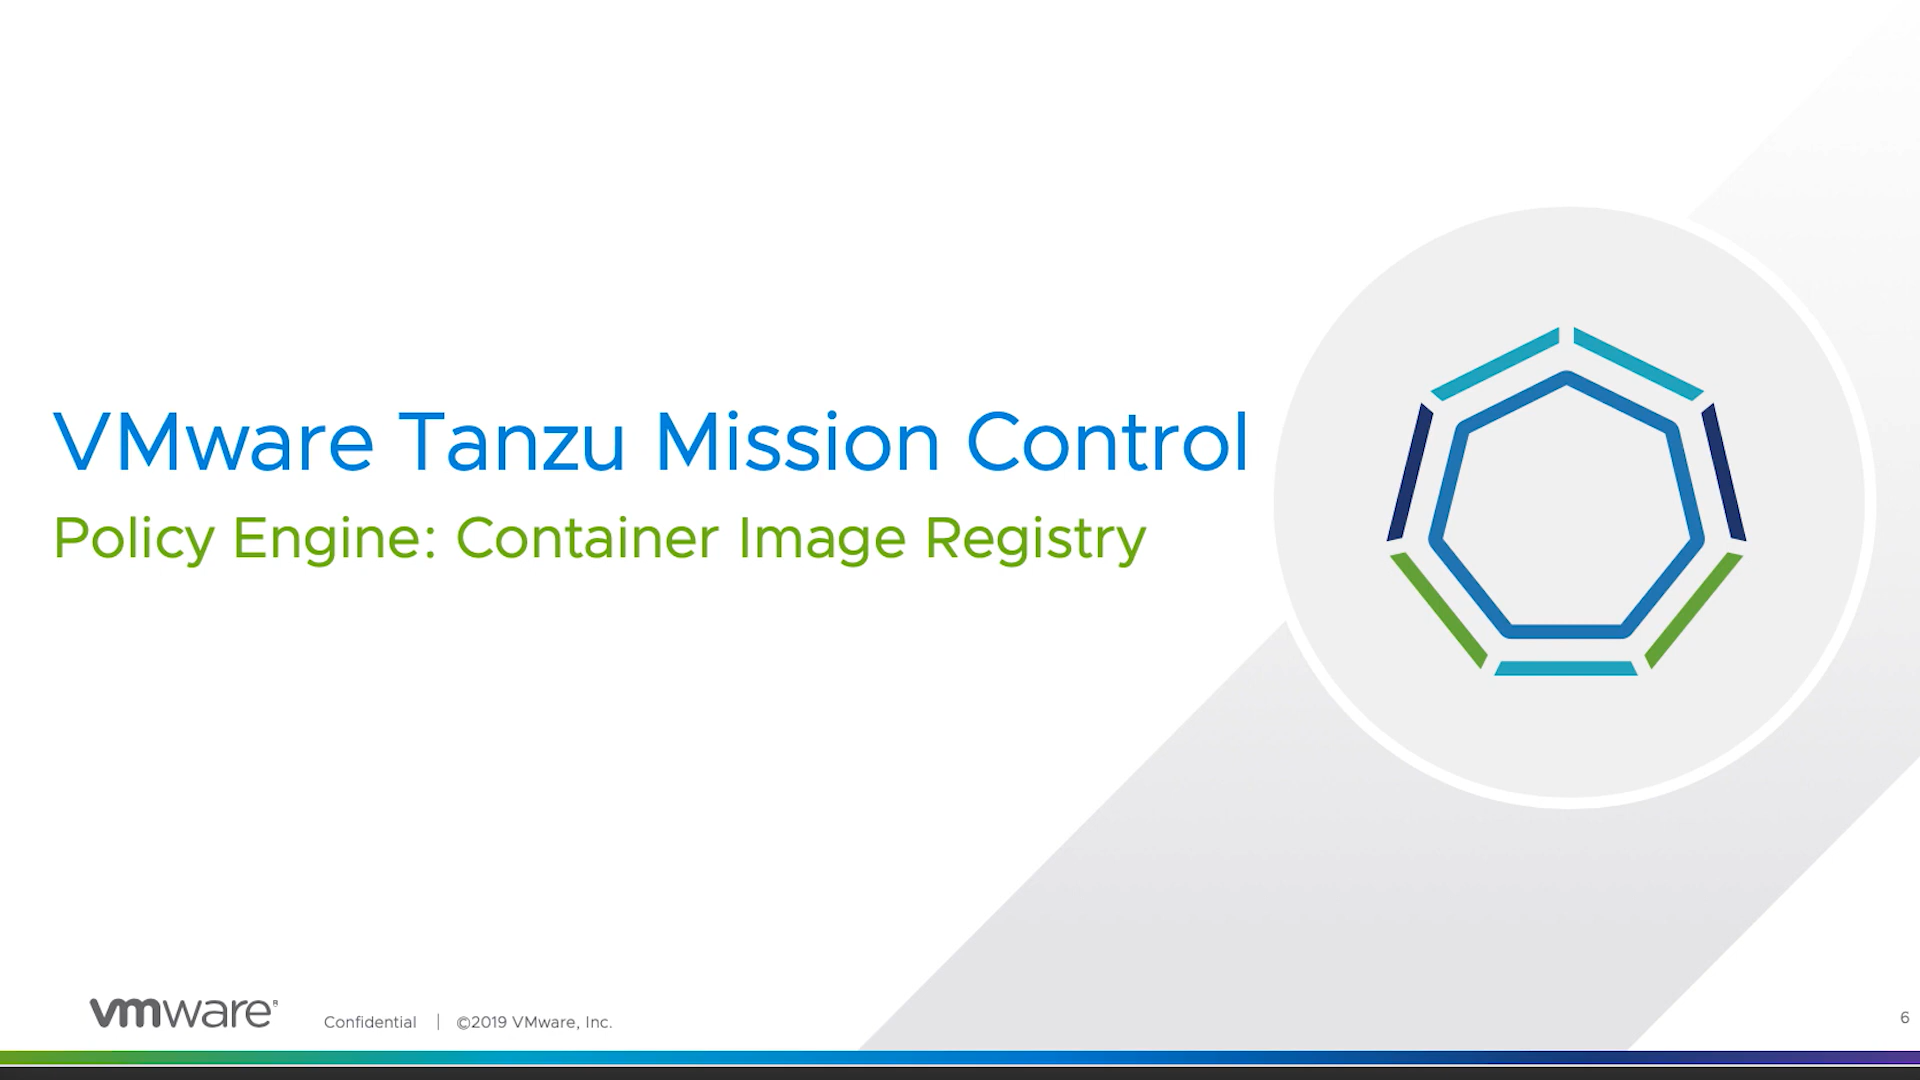 VMware Tanzu Mission Control
Policy Engine: Container Image Registry
vmware®
Confidential | ©2019 VMware, Inc.
6